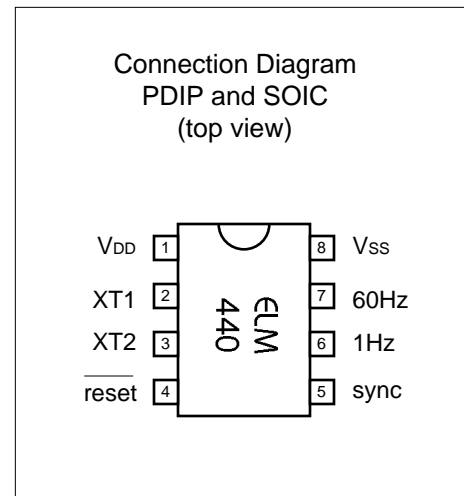 Connection Diagram
PDIP and SOIC
(top view)
VDD 1 8 VSS
XT1 2 7 60Hz
XT2 3 6 1Hz
reset 4 5 sync
ELM
440